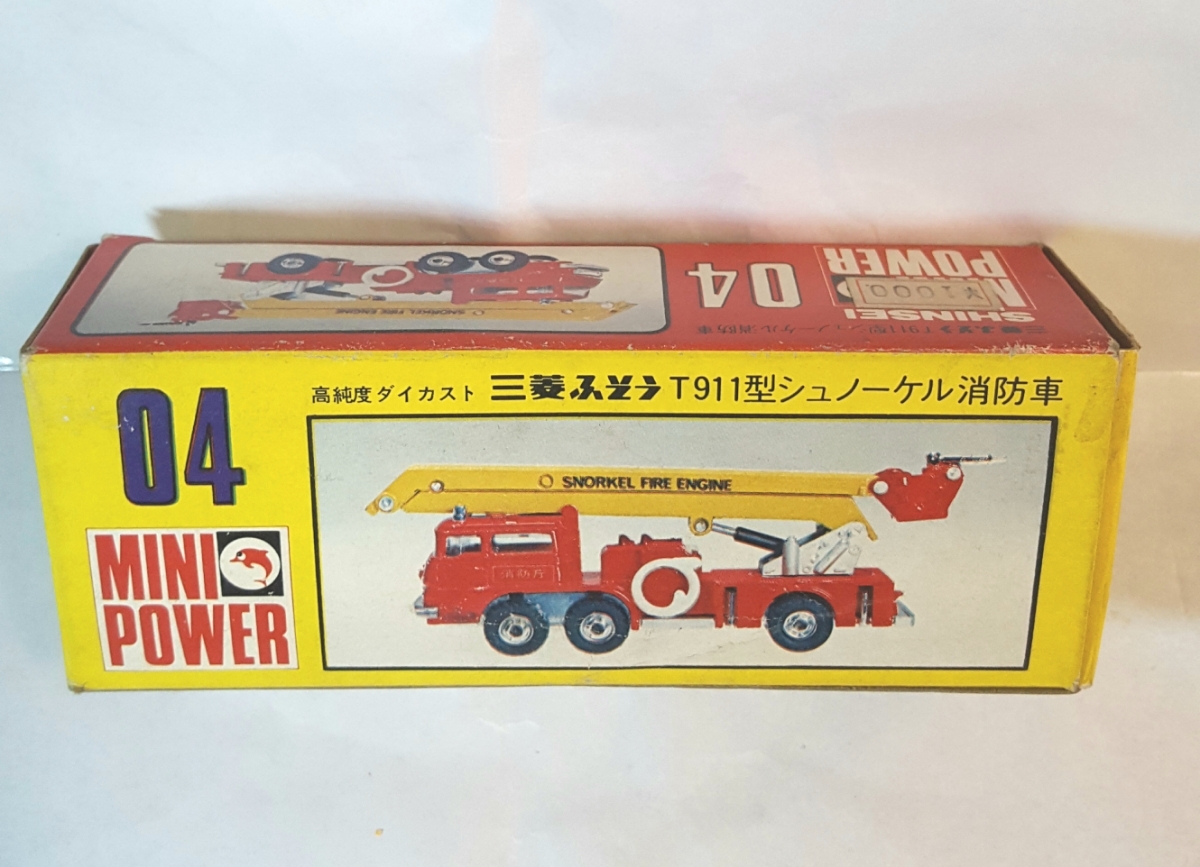 04
高純度ダイカスト 三菱ふそう T911型シュノーケル消防車
SNORKEL FIRE ENGINE
消防庁
MINI
POWER
SHINSEI
POWER
04
¥1000
三菱ふそうT911型シュノーケル消防車
SNORKEL FIRE ENGINE